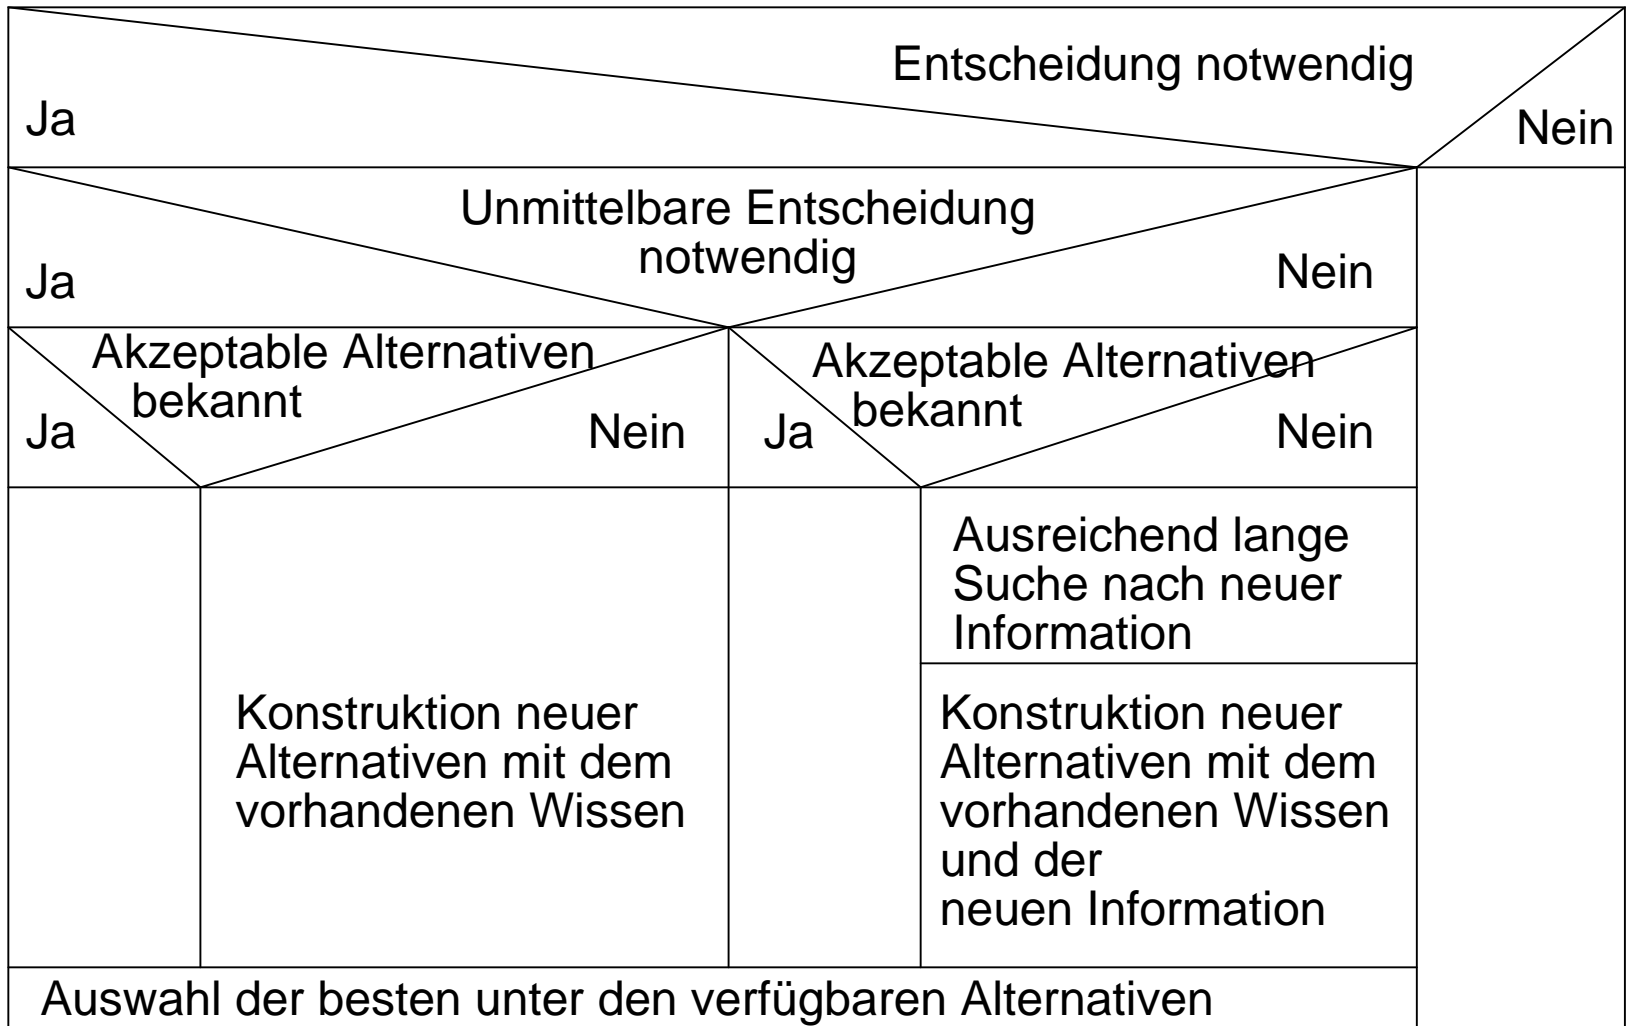 Entscheidung notwendig
Ja
Nein
Unmittelbare Entscheidung
notwendig
Ja
Nein
Akzeptable Alternativen
bekannt
Ja
Nein
Akzeptable Alternativen
bekannt
Ja
Nein
Ausreichend lange
Suche nach neuer
Information
Konstruktion neuer
Alternativen mit dem
vorhandenen Wissen
Konstruktion neuer
Alternativen mit dem
vorhandenen Wissen
und der
neuen Information
Auswahl der besten unter den verfügbaren Alternativen